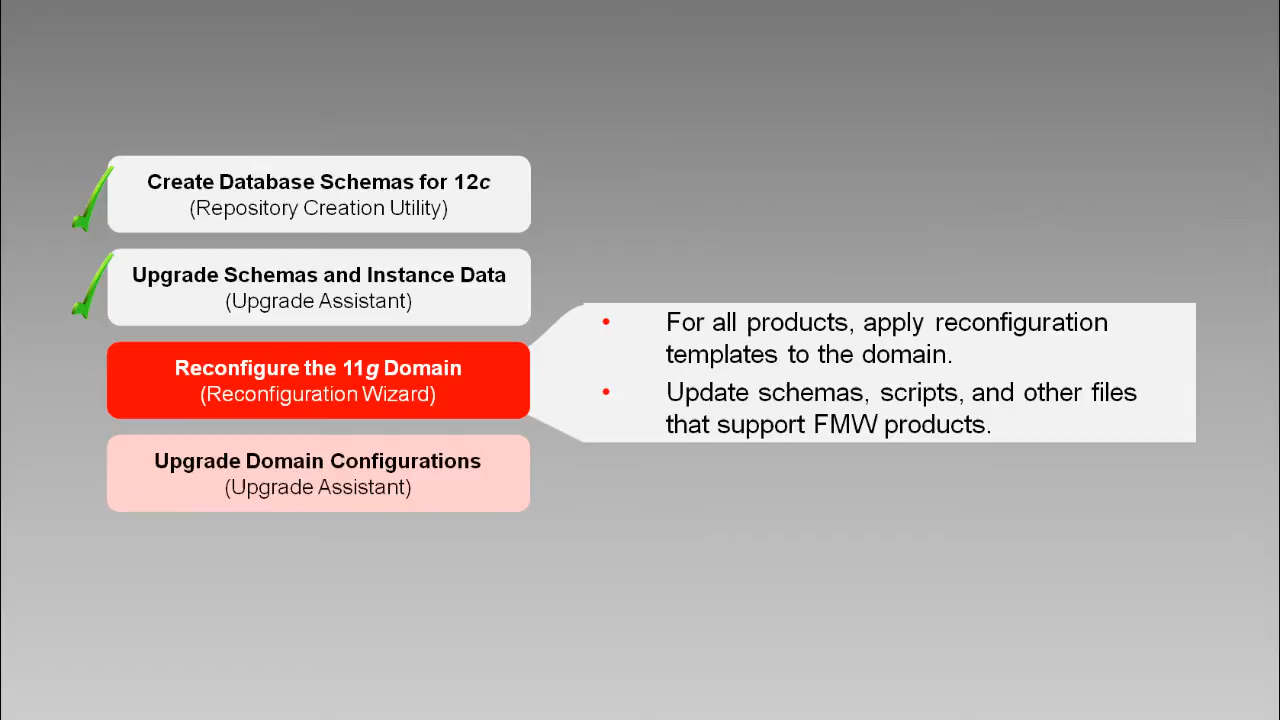 Create Database Schemas for 12c
(Repository Creation Utility)
Upgrade Schemas and Instance Data
(Upgrade Assistant)
Reconfigure the 11g Domain
(Reconfiguration Wizard)
• For all products, apply reconfiguration
templates to the domain.
• Update schemas, scripts, and other files
that support FMW products.
Upgrade Domain Configurations
(Upgrade Assistant)